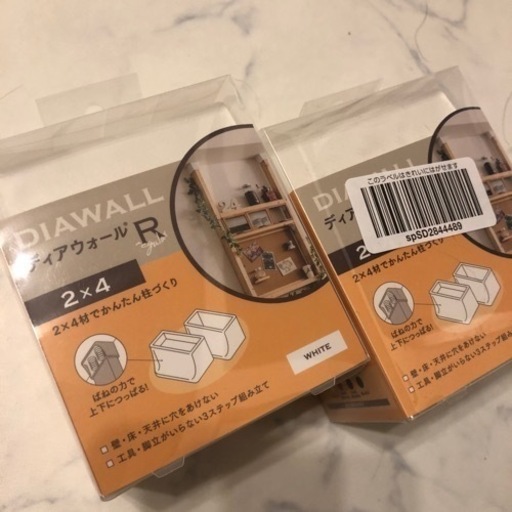 DIAWALL
ディアウォール R
2×4
2×4材でかんたん柱づくり
ばねの力で
上下につっぱる!
WHITE
壁・床・天井に穴をあけない
工具・脚立がいらない3ステップ組み立て
このラベルはきれいにはがせます
spSD2844489
DIAW
ディア
2×4材でかんたん柱づくり
ばねの力で
上下につっぱる!
壁・床・天井に穴をあけない
工具・脚立がいらない3ステップ組み立て